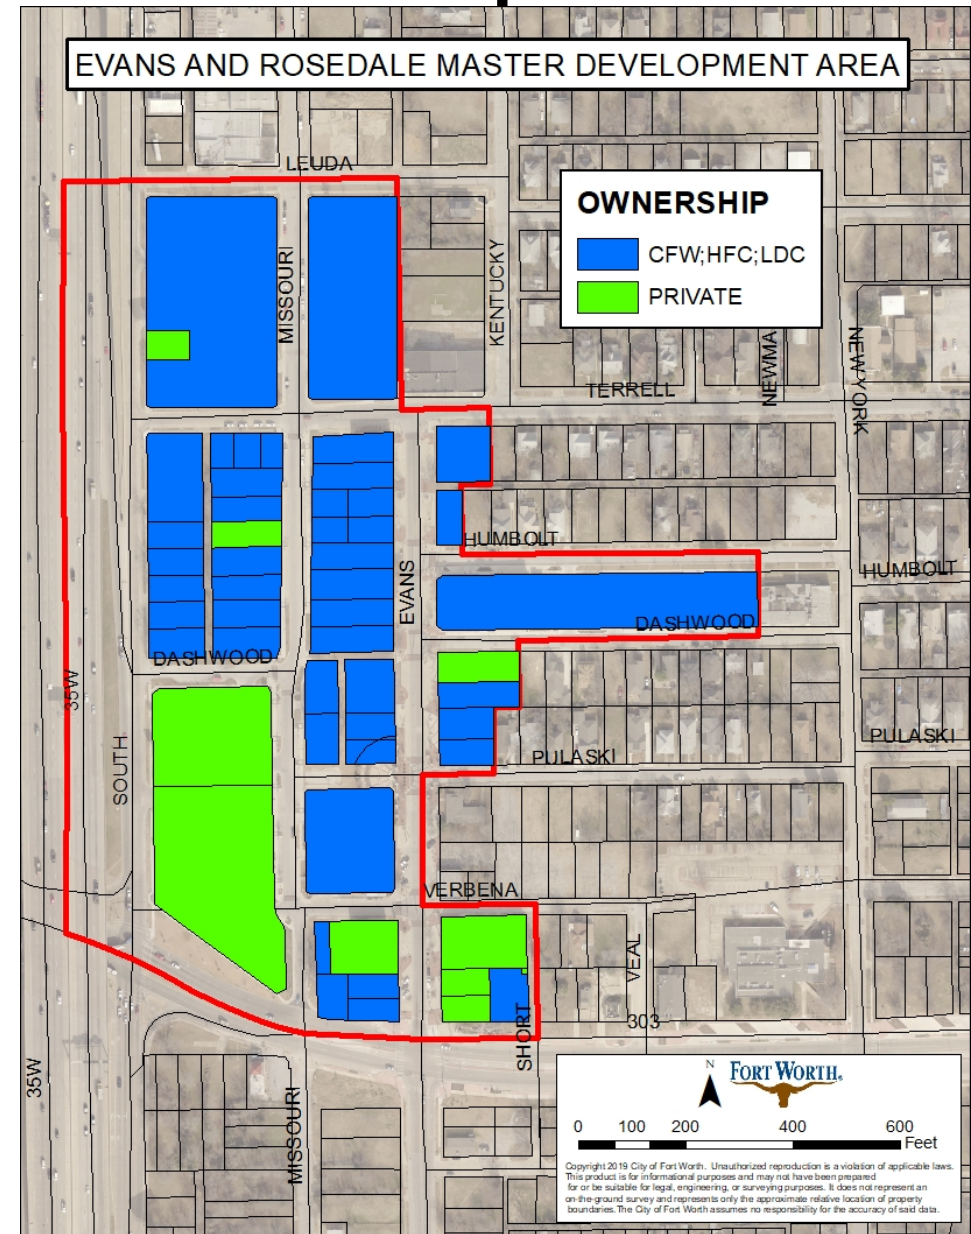 EVANS AND ROSEDALE MASTER DEVELOPMENT AREA
LEUDA
OWNERSHIP
CFW;HFC;LDC
PRIVATE
MISSOURI
KENTUCKY
NEWMA
NEW YORK
TERRELL
HUMBOLT
HUMBOLT
EVANS
DASHWOOD
DASHWOOD
35W
SOUTH
PULASKI
PULASKI
VERBENA
VEAL
SHORT
303
35W
MISSOURI
N
FORT WORTH®
0 100 200 400 600
Feet
Copyright 2019 City of Fort Worth. Unauthorized reproduction is a violation of applicable laws.
This product is for informational purposes and may not have been prepared
for or be suitable for legal, engineering, or surveying purposes. It does not represent an
on-the-ground survey and represents only the approximate relative location of property
boundaries. The City of Fort Worth assumes no responsibility for the accuracy of said data.